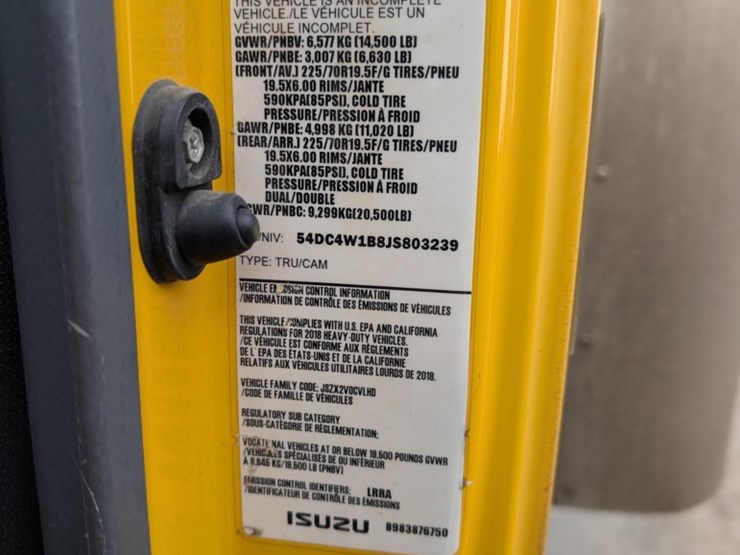 THIS VEHICLE IS AN INCOMPLETE
VEHICLE./LE VÉHICULE EST UN
VÉHICULE INCOMPLET.
GVWR/PNBV: 6,577 KG (14,500 LB)
GAWR/PNBE: 3,007 KG (6,630 LB)
(FRONT/AV.) 225/70R19.5F/G TIRES/PNEU
19.5X6.00 RIMS/JANTE
590KPA(85PSI), COLD TIRE
PRESSURE/PRESSION À FROID
GAWR/PNBE: 4,998 KG (11,020 LB)
(REAR/ARR.) 225/70R19.5F/G TIRES/PNEU
19.5X6.00 RIMS/JANTE
590KPA(85PSI), COLD TIRE
PRESSURE/PRESSION À FROID
DUAL/DOUBLE
CWR/PNBC: 9,299KG(20,500LB)
/NIV: 54DC4W1B8JS803239
TYPE: TRU/CAM
VEHICLE CONTROL INFORMATION
/INFORMATION DE CONTRÔLE DES ÉMISSIONS DE VÉHICULES
THIS VEHICLE COMPLIES WITH U.S. EPA AND CALIFORNIA
REGULATIONS FOR 2018 HEAVY-DUTY VEHICLES.
/CE VÉHICULE EST CONFORME AUX RÈGLEMENTS
DE L'EPA DES ÉTATS-UNIS ET DE LA CALIFORNIE
RELATIFS AUX VÉHICULES UTILITAIRES LOURDS DE 2018.
VEHICLE FAMILY CODE: JSZX2VOCVLHD
/CODE DE FAMILLE DE VÉHICULES
REGULATORY SUB CATEGORY
/SOUS-CATÉGORIE DE RÉGLEMENTATION:
VOCATIONAL VEHICLES AT OR BELOW 19,500 POUNDS GVWR
/VÉHICULES SPÉCIALISÉS DE OU INFÉRIEUR
À 8,845 KG/19,500 LB (PNBV)
EMISSION CONTROL IDENTIFIERS: LRRA
/IDENTIFICATEUR DE CONTRÔLE DES ÉMISSIONS
ISUZU 8983876750